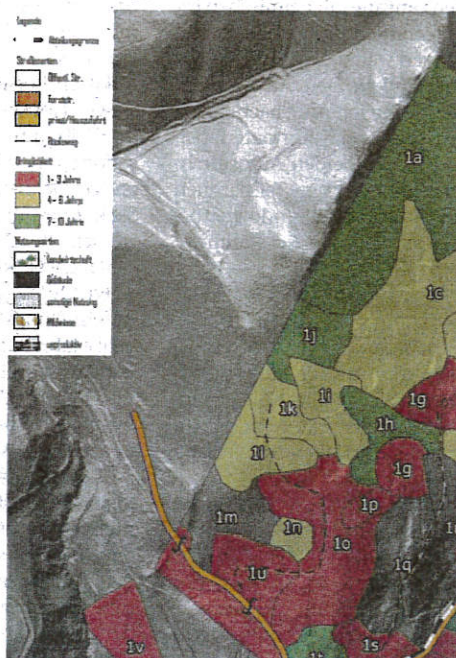 Legende
Abteilungsgrenze
Straßenarten
Öffentl. Str.
Forststr.
privat/Hauszufahrt
Rückeweg
Dringlichkeit
1- 3 Jahre
4- 6 Jahre
7- 10 Jahre
Nutzungsarten
Landwirtschaft
Gebäude
sonstige Nutzung
Wildwiese
unproduktiv
1a
1c
1j
1i
1k
1g
1h
1l
1g
1p
1m
1n
1o
1q
1u
1v
1s
1t